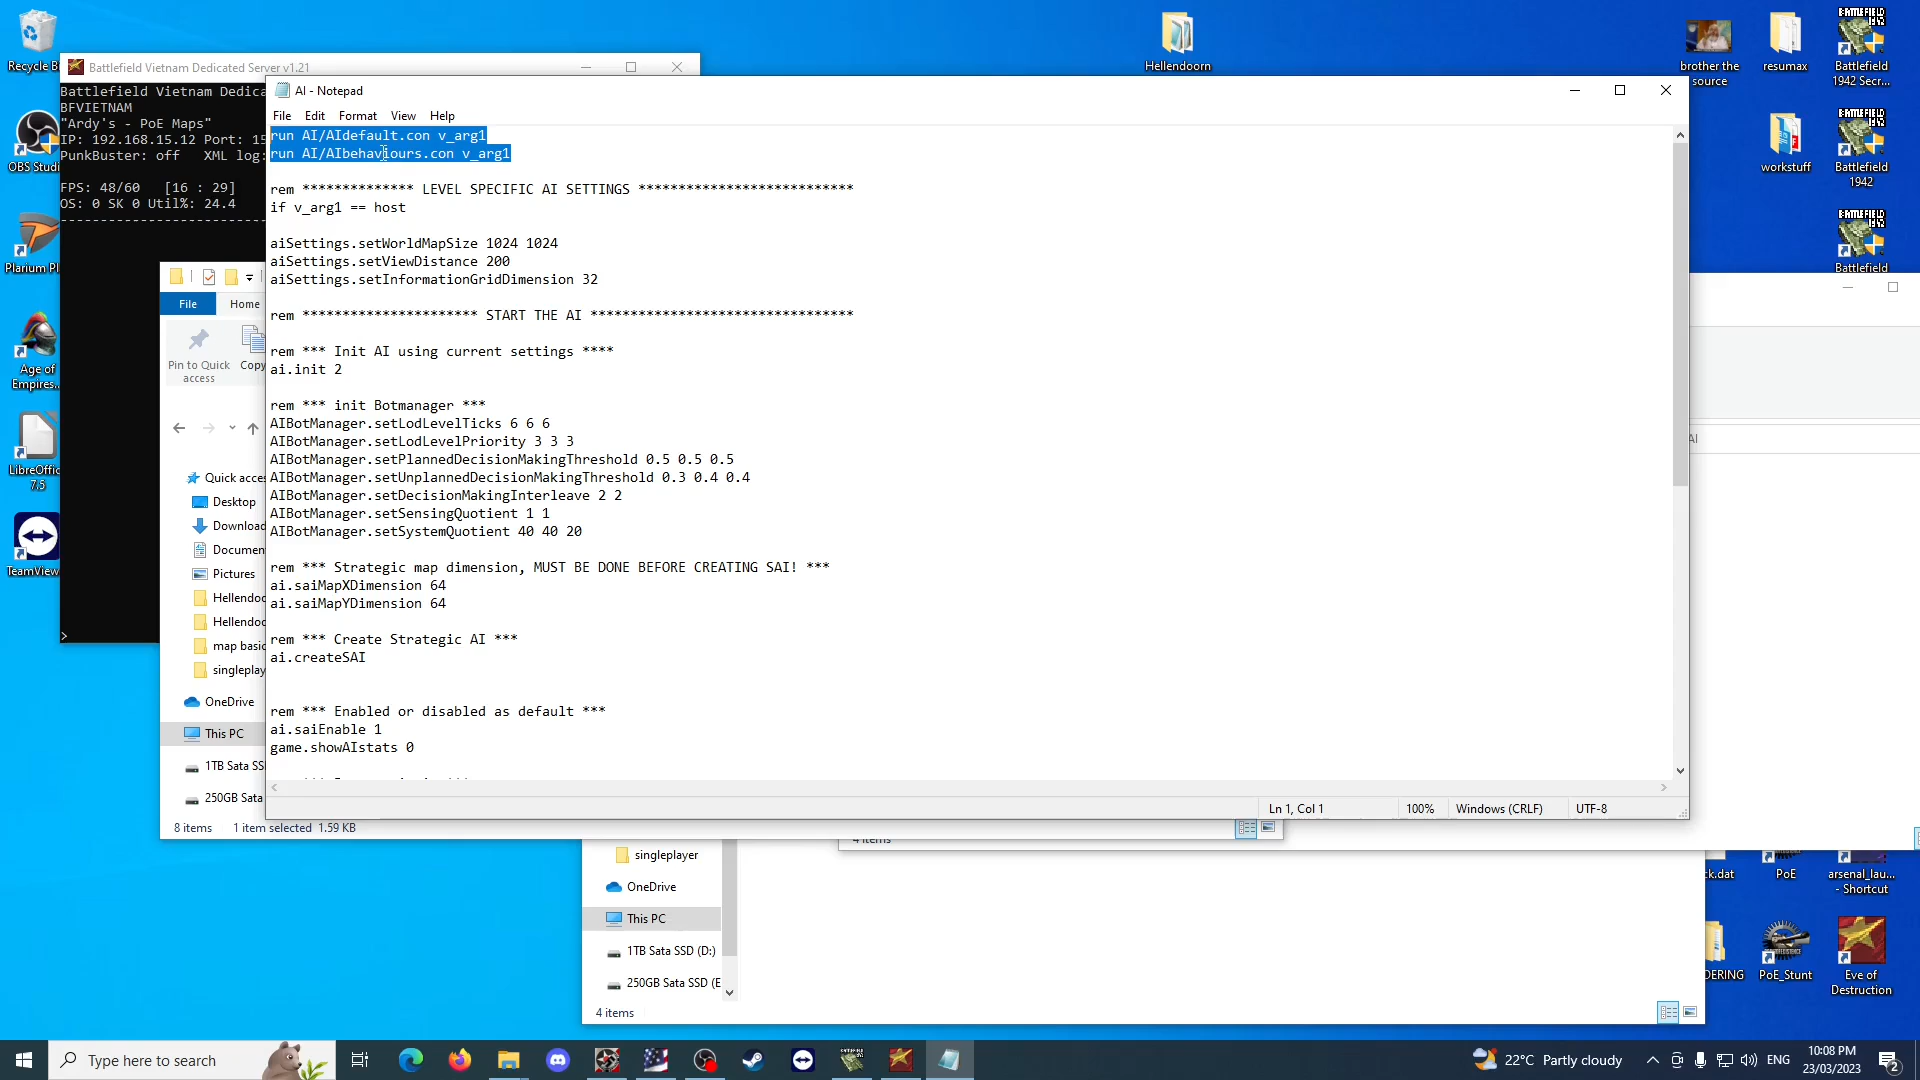 Recycle B
OBS Studi
Plarium Pl
Age of
Empires...
LibreOffic
7.5
TeamView
Hellendoorn
brother the
source
resumax
Battlefield
1942 Secr...
workstuff
Battlefield
1942
Battlefield
Battlefield Vietnam Dedicated Server v1.21
Battlefield Vietnam Dedica
BFVIETNAM
"Ardy's - PoE Maps"
IP: 192.168.15.12 Port: 15
PunkBuster: off XML log:
FPS: 48/60 [16 : 29]
OS: 0 SK 0 Util%: 24.4
>
AI - Notepad
File Edit Format View Help
run AI/AIdefault.con v_arg1
run AI/AIbehaviours.con v_arg1
rem ************** LEVEL SPECIFIC AI SETTINGS ***************************
if v_arg1 == host
aiSettings.setWorldMapSize 1024 1024
aiSettings.setViewDistance 200
aiSettings.setInformationGridDimension 32
rem ********************** START THE AI *********************************
rem *** Init AI using current settings ****
ai.init 2
rem *** init Botmanager ***
AIBotManager.setLodLevelTicks 6 6 6
AIBotManager.setLodLevelPriority 3 3 3
AIBotManager.setPlannedDecisionMakingThreshold 0.5 0.5 0.5
AIBotManager.setUnplannedDecisionMakingThreshold 0.3 0.4 0.4
AIBotManager.setDecisionMakingInterleave 2 2
AIBotManager.setSensingQuotient 1 1
AIBotManager.setSystemQuotient 40 40 20
rem *** Strategic map dimension, MUST BE DONE BEFORE CREATING SAI! ***
ai.saiMapXDimension 64
ai.saiMapYDimension 64
rem *** Create Strategic AI ***
ai.createSAI
rem *** Enabled or disabled as default ***
ai.saiEnable 1
game.showAIstats 0
Ln 1, Col 1 100% Windows (CRLF) UTF-8
File Home
Pin to Quick
access
Copy
Quick acces
Desktop
Download
Documen
Pictures
Hellendoo
Hellendoo
map basic
singleplay
OneDrive
This PC
1TB Sata SS
250GB Sata
8 items 1 item selected 1.59 KB
AI
4 items
singleplayer
OneDrive
This PC
1TB Sata SSD (D:)
250GB Sata SSD (E
4 items
ck.dat
PoE
arsenal_lau...
- Shortcut
DERING
PoE_Stunt
Eve of
Destruction
Type here to search
22°C Partly cloudy
ENG
10:08 PM
23/03/2023
2